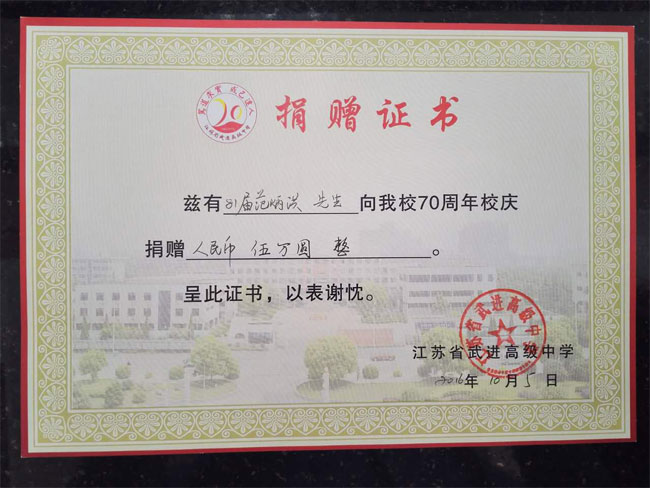 捐赠证书
兹有81届范炳洪 先生向我校70周年校庆
捐赠人民币 伍万圆 整。
呈此证书，以表谢忱。
江苏省武进高级中学
2016年10月5日